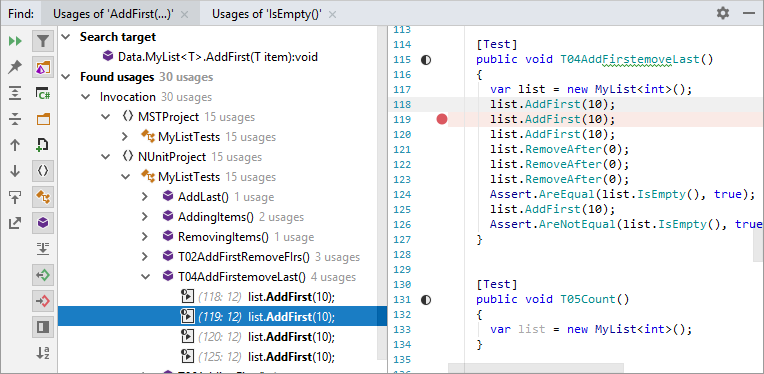 Find: Usages of 'AddFirst(...)' × Usages of 'IsEmpty()' ×
Search target
Data.MyList<T>.AddFirst(T item):void
Found usages 30 usages
Invocation 30 usages
MSTProject 15 usages
MyListTests 15 usages
NUnitProject 15 usages
MyListTests 15 usages
AddLast() 1 usage
AddingItems() 2 usages
RemovingItems() 1 usage
T02AddFirstRemoveFIrs() 3 usages
T04AddFirstemoveLast() 4 usages
(118: 12) list.AddFirst(10);
(119: 12) list.AddFirst(10);
(120: 12) list.AddFirst(10);
(125: 12) list.AddFirst(10);
C#
113
114 [Test]
115 public void T04AddFirstemoveLast()
116 {
117 var list = new MyList<int>();
118 list.AddFirst(10);
119 list.AddFirst(10);
120 list.AddFirst(10);
121 list.RemoveAfter(0);
122 list.RemoveAfter(0);
123 list.RemoveAfter(0);
124 Assert.AreEqual(list.IsEmpty(), true);
125 list.AddFirst(10);
126 Assert.AreNotEqual(list.IsEmpty(), true
127 }
128
129
130 [Test]
131 public void T05Count()
132 {
133 var list = new MyList<int>();
134 }
135